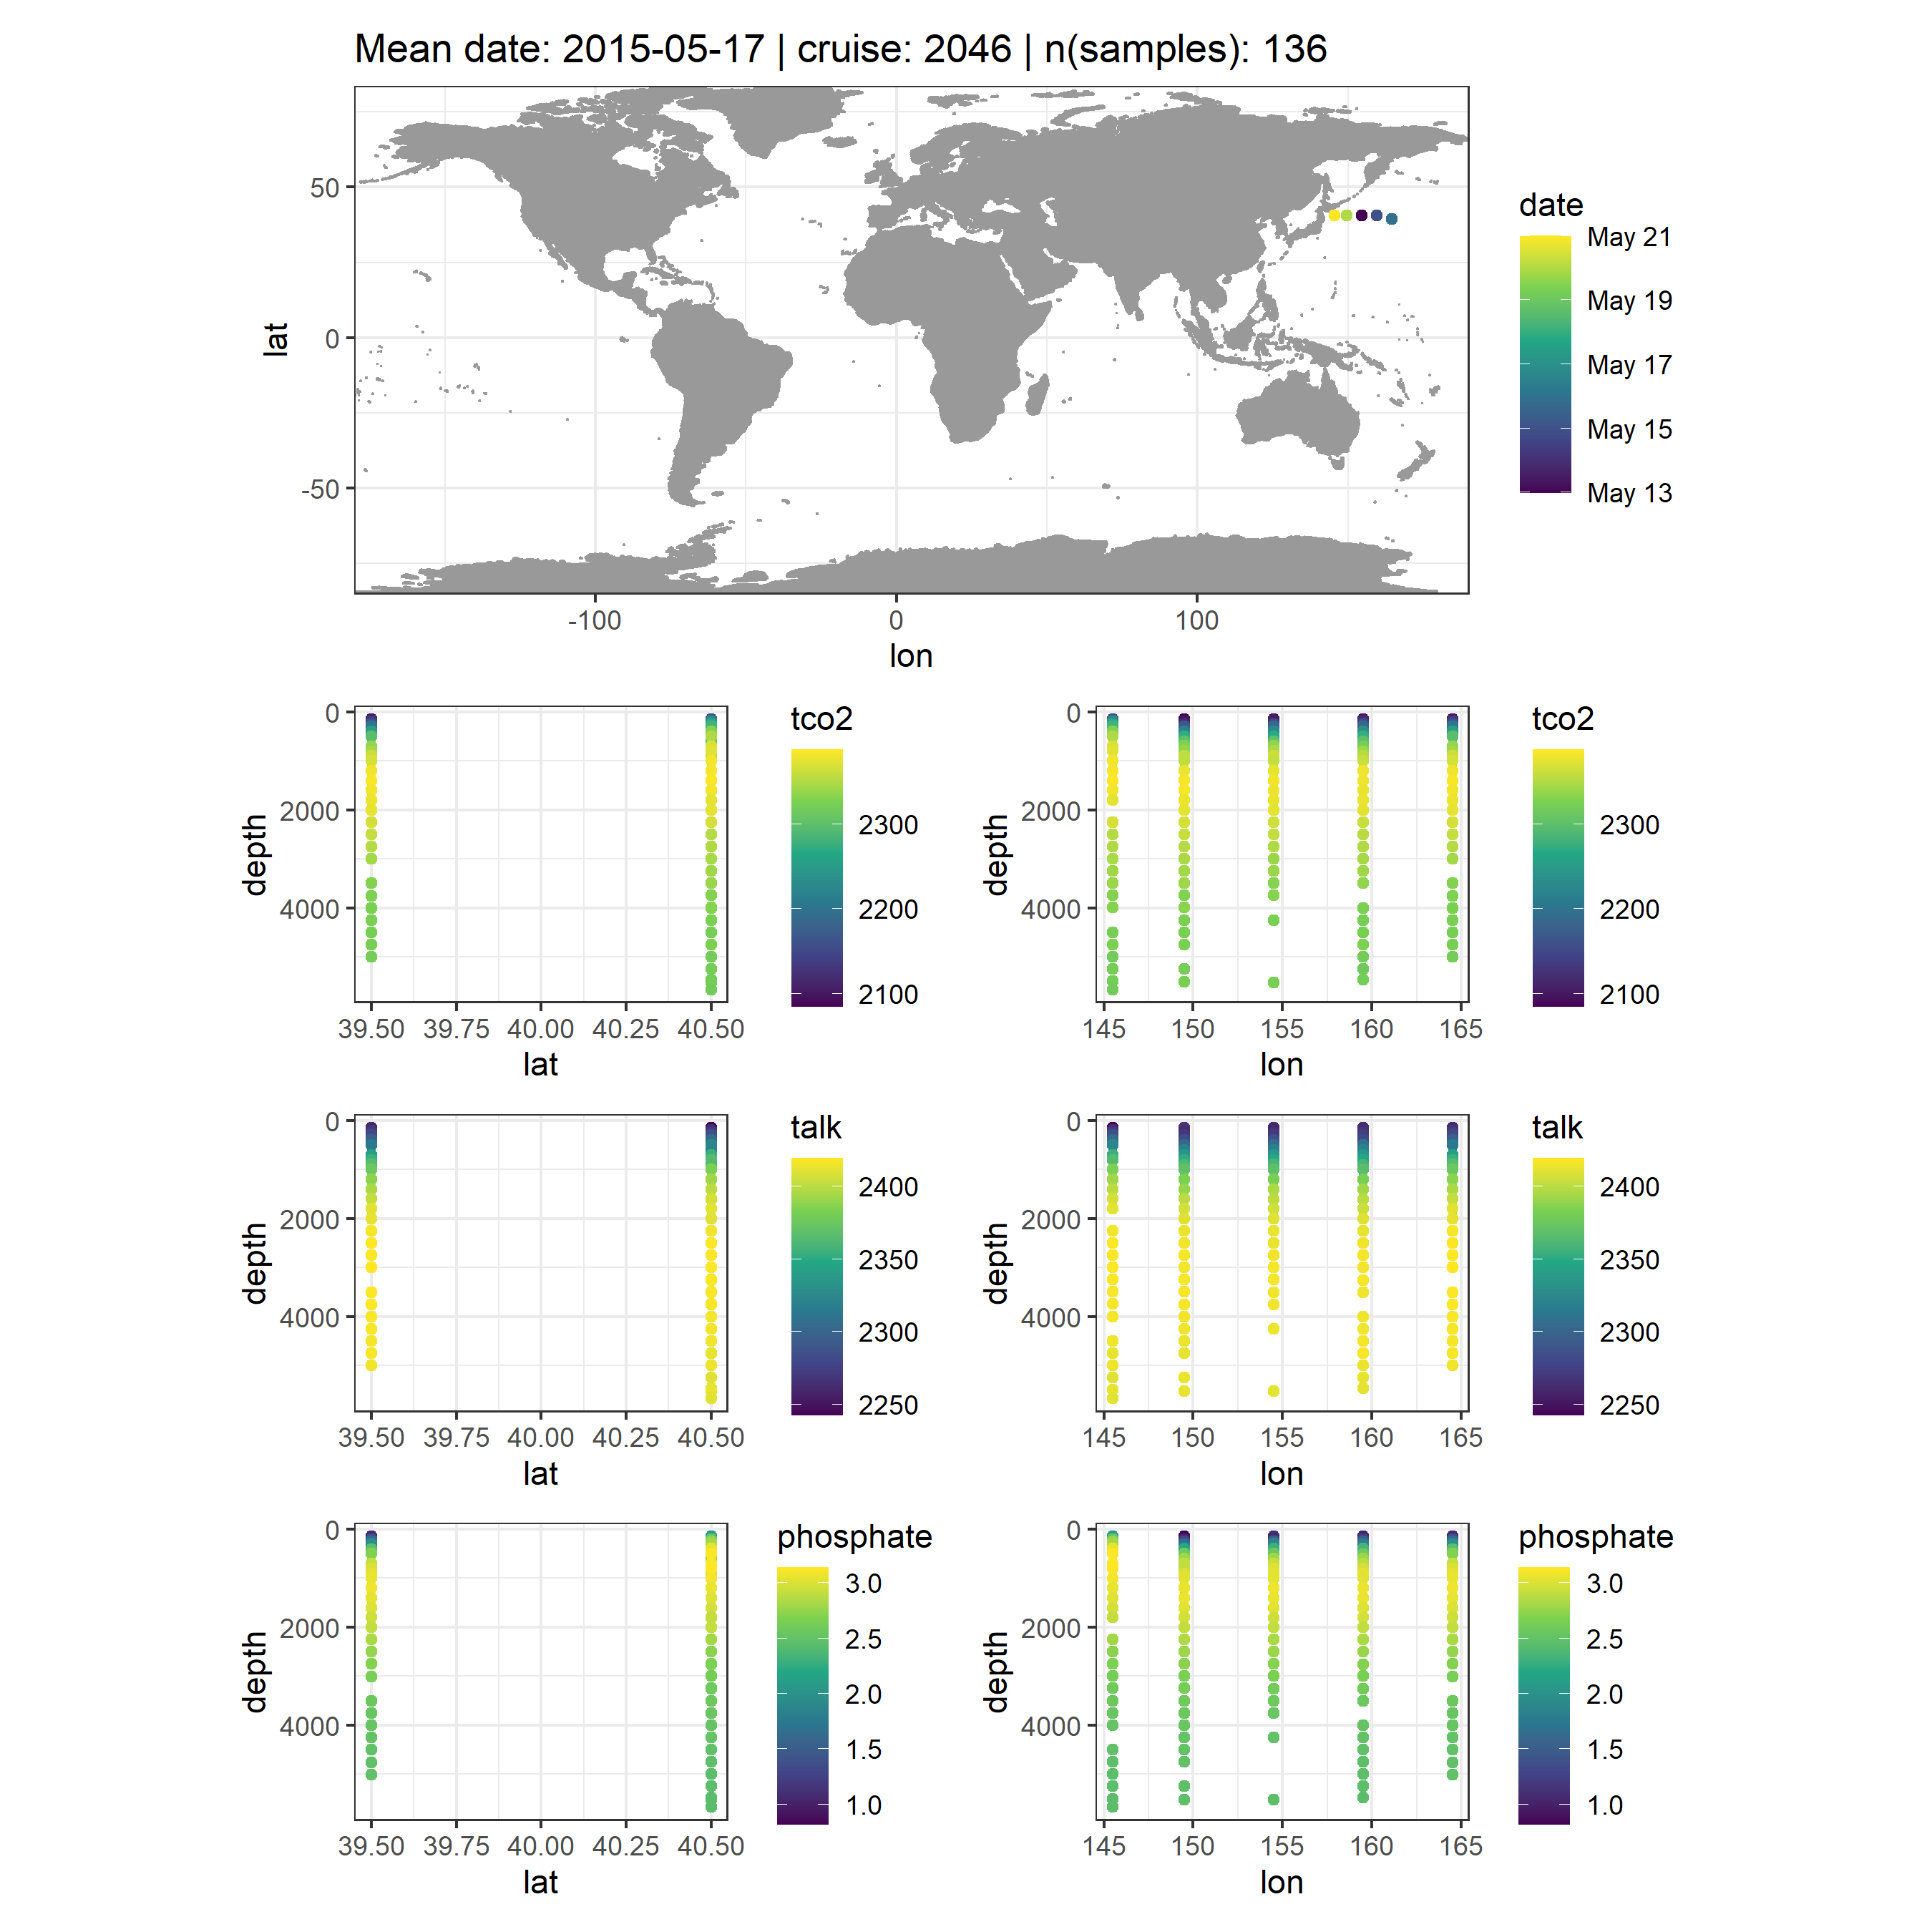 Mean date: 2015-05-17 | cruise: 2046 | n(samples): 136
lat
50
0
-50
-100 0 100
lon
date
May 21
May 19
May 17
May 15
May 13
depth
0
2000
4000
39.50 39.75 40.00 40.25 40.50
lat
tco2
2300
2200
2100
depth
0
2000
4000
145 150 155 160 165
lon
tco2
2300
2200
2100
depth
0
2000
4000
39.50 39.75 40.00 40.25 40.50
lat
talk
2400
2350
2300
2250
depth
0
2000
4000
145 150 155 160 165
lon
talk
2400
2350
2300
2250
depth
0
2000
4000
39.50 39.75 40.00 40.25 40.50
lat
phosphate
3.0
2.5
2.0
1.5
1.0
depth
0
2000
4000
145 150 155 160 165
lon
phosphate
3.0
2.5
2.0
1.5
1.0